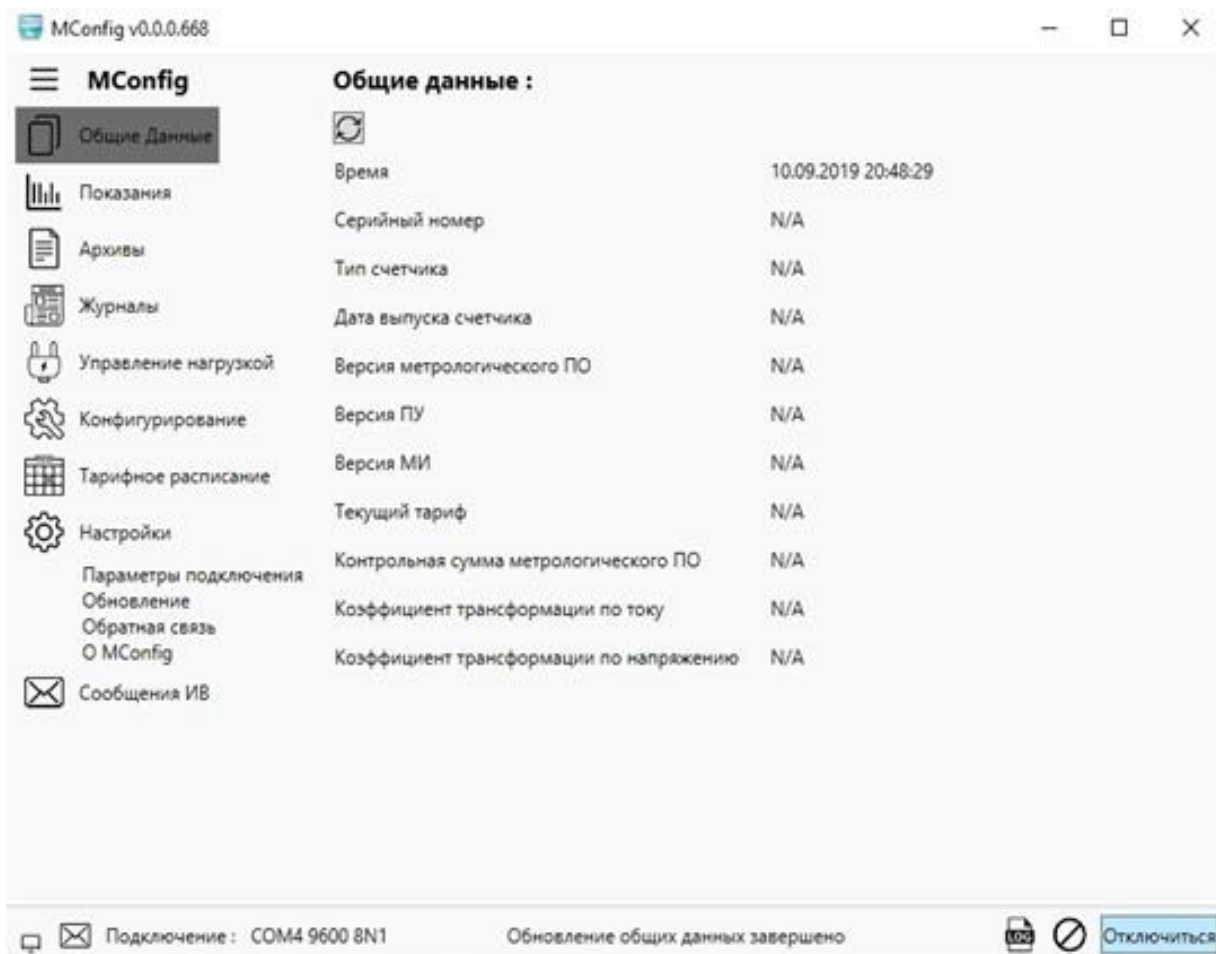 MConfig v0.0.0.668
MConfig
Общие Данные
Показания
Архивы
Журналы
Управление нагрузкой
Конфигурирование
Тарифное расписание
Настройки
Параметры подключения
Обновление
Обратная связь
О MConfig
Сообщения ИВ
Общие данные :
Время 10.09.2019 20:48:29
Серийный номер N/A
Тип счетчика N/A
Дата выпуска счетчика N/A
Версия метрологического ПО N/A
Версия ПУ N/A
Версия МИ N/A
Текущий тариф N/A
Контрольная сумма метрологического ПО N/A
Коэффициент трансформации по току N/A
Коэффициент трансформации по напряжению N/A
Подключение : COM4 9600 8N1 Обновление общих данных завершено LOG Отключиться